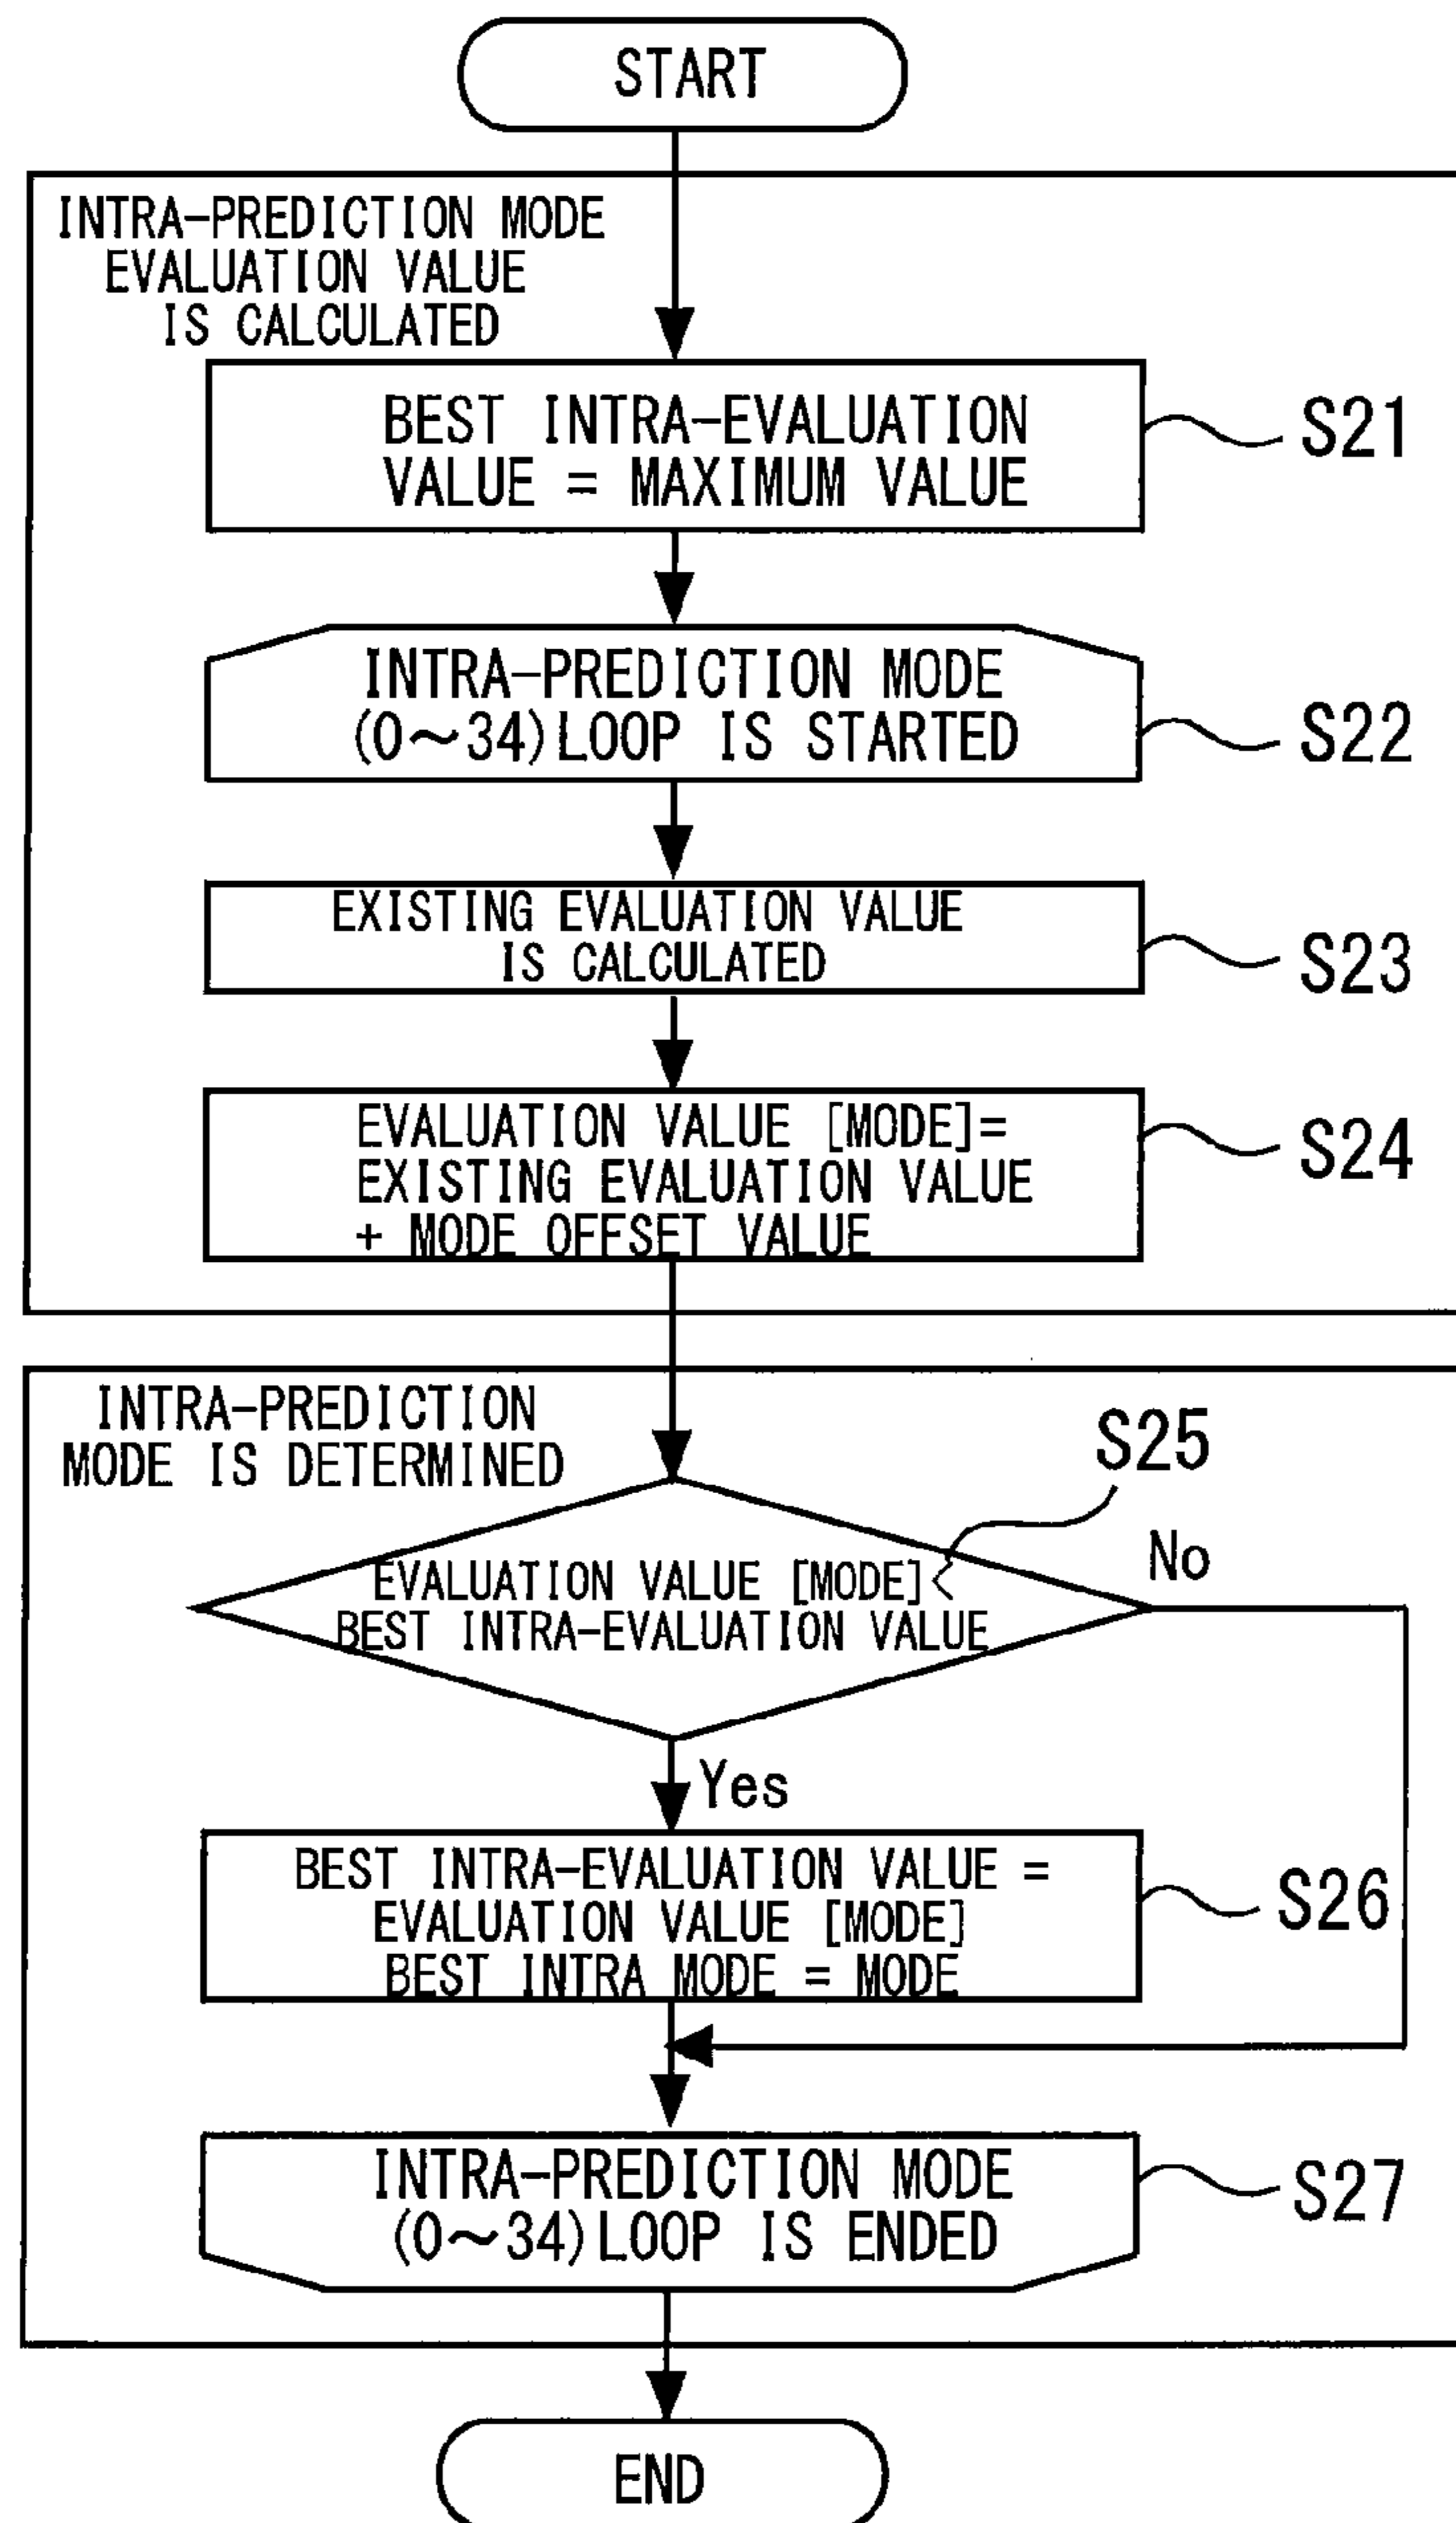 START
INTRA-PREDICTION MODE
EVALUATION VALUE
IS CALCULATED
BEST INTRA-EVALUATION
VALUE = MAXIMUM VALUE
S21
INTRA-PREDICTION MODE
(0～34)LOOP IS STARTED
S22
EXISTING EVALUATION VALUE
IS CALCULATED
S23
EVALUATION VALUE [MODE]=
EXISTING EVALUATION VALUE
+ MODE OFFSET VALUE
S24
INTRA-PREDICTION
MODE IS DETERMINED
S25
No
EVALUATION VALUE [MODE]<
BEST INTRA-EVALUATION VALUE
Yes
BEST INTRA-EVALUATION VALUE =
EVALUATION VALUE [MODE]
BEST INTRA MODE = MODE
S26
INTRA-PREDICTION MODE
(0～34)LOOP IS ENDED
S27
END